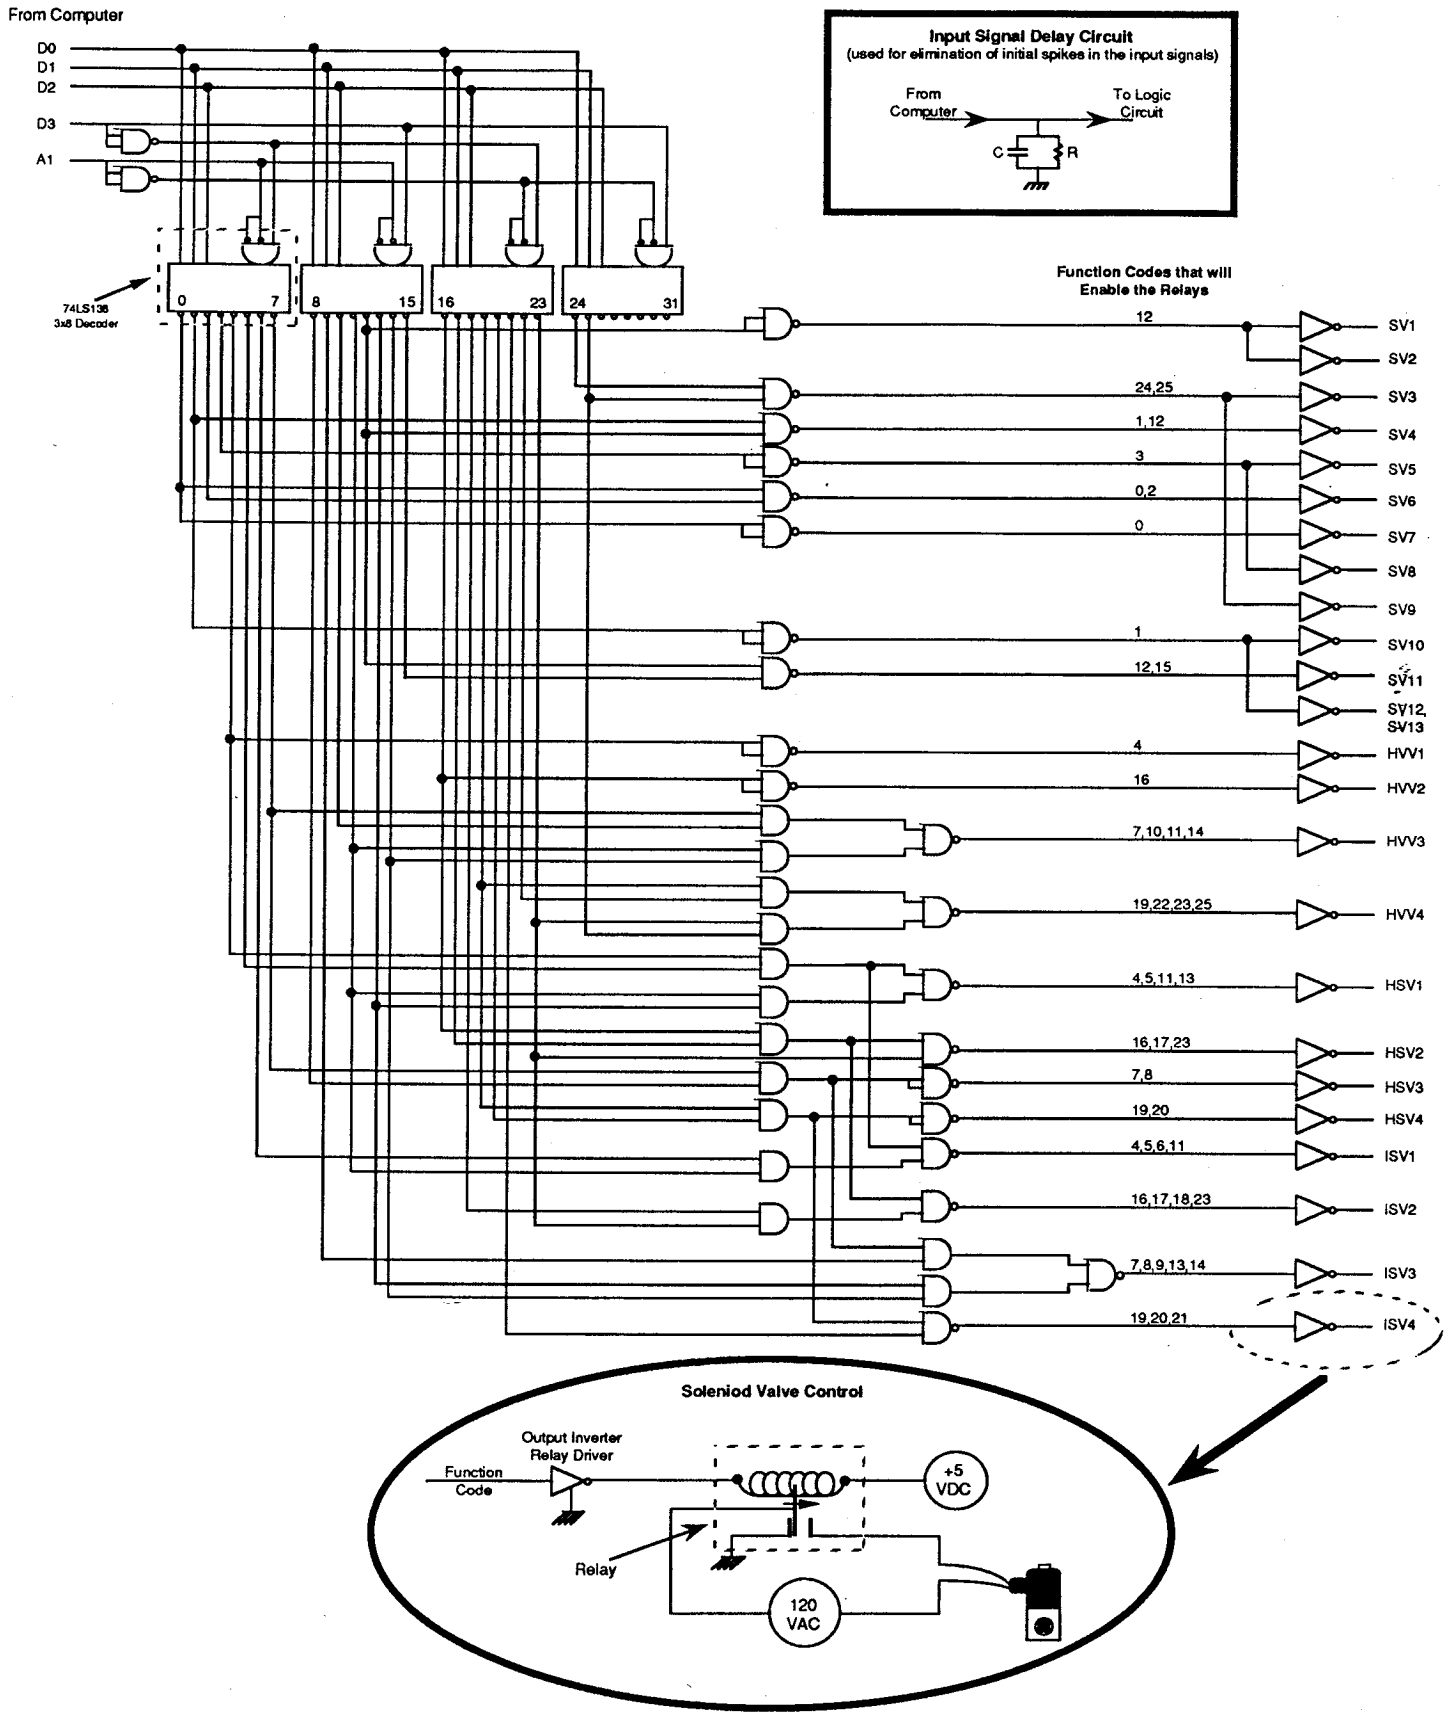 From Computer
D0
D1
D2
D3
A1
Input Signal Delay Circuit
(used for elimination of initial spikes in the input signals)
From
Computer
To Logic
Circuit
C
R
74LS138
3x8 Decoder
0 7
8 15
16 23
24 31
Function Codes that will
Enable the Relays
12
SV1
SV2
24,25
SV3
1,12
SV4
3
SV5
0,2
SV6
0
SV7
SV8
SV9
1
SV10
12,15
SV11
SV12,
SV13
4
HVV1
16
HVV2
7,10,11,14
HVV3
19,22,23,25
HVV4
4,5,11,13
HSV1
16,17,23
HSV2
7,8
HSV3
19,20
HSV4
4,5,6,11
ISV1
16,17,18,23
ISV2
7,8,9,13,14
ISV3
19,20,21
ISV4
Soleniod Valve Control
Output Inverter
Relay Driver
Function
Code
+5
VDC
Relay
120
VAC